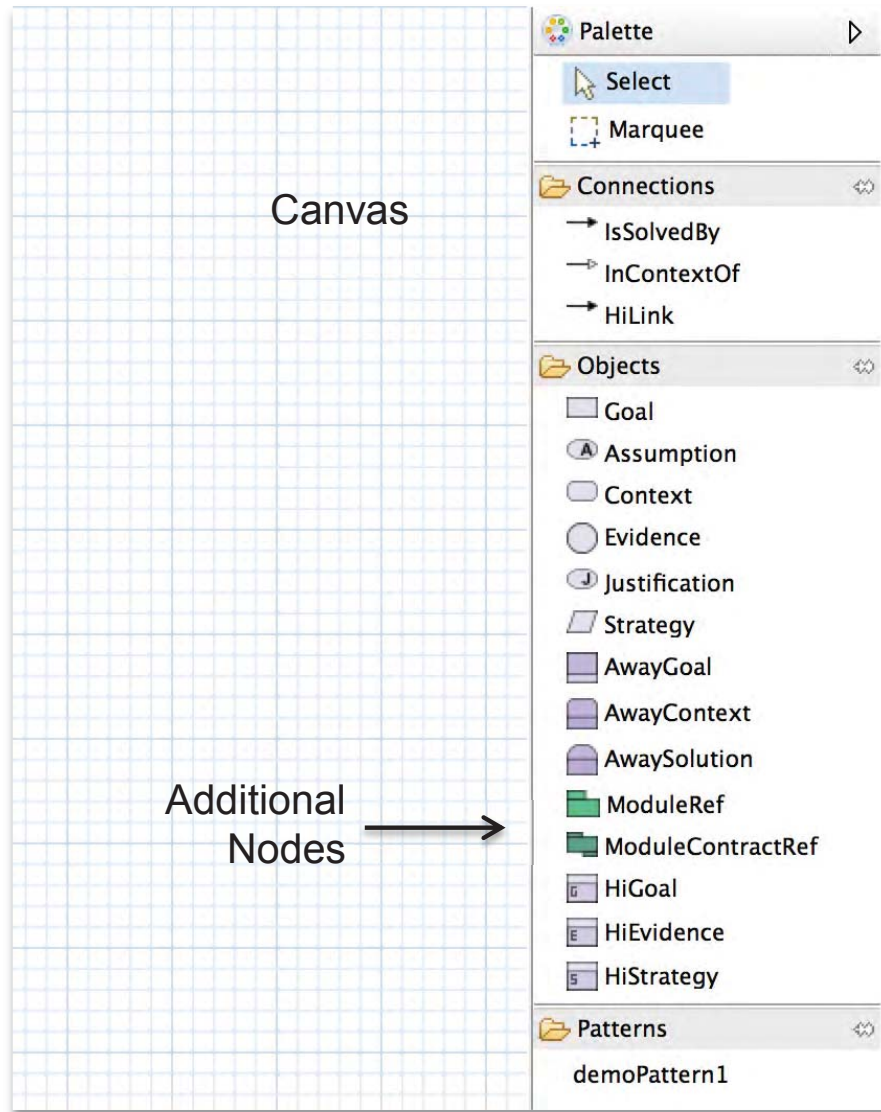 Canvas
Additional
Nodes
Palette
Select
Marquee
Connections
IsSolvedBy
InContextOf
HiLink
Objects
Goal
A Assumption
Context
Evidence
J Justification
Strategy
AwayGoal
AwayContext
AwaySolution
ModuleRef
ModuleContractRef
G HiGoal
E HiEvidence
S HiStrategy
Patterns
demoPattern1